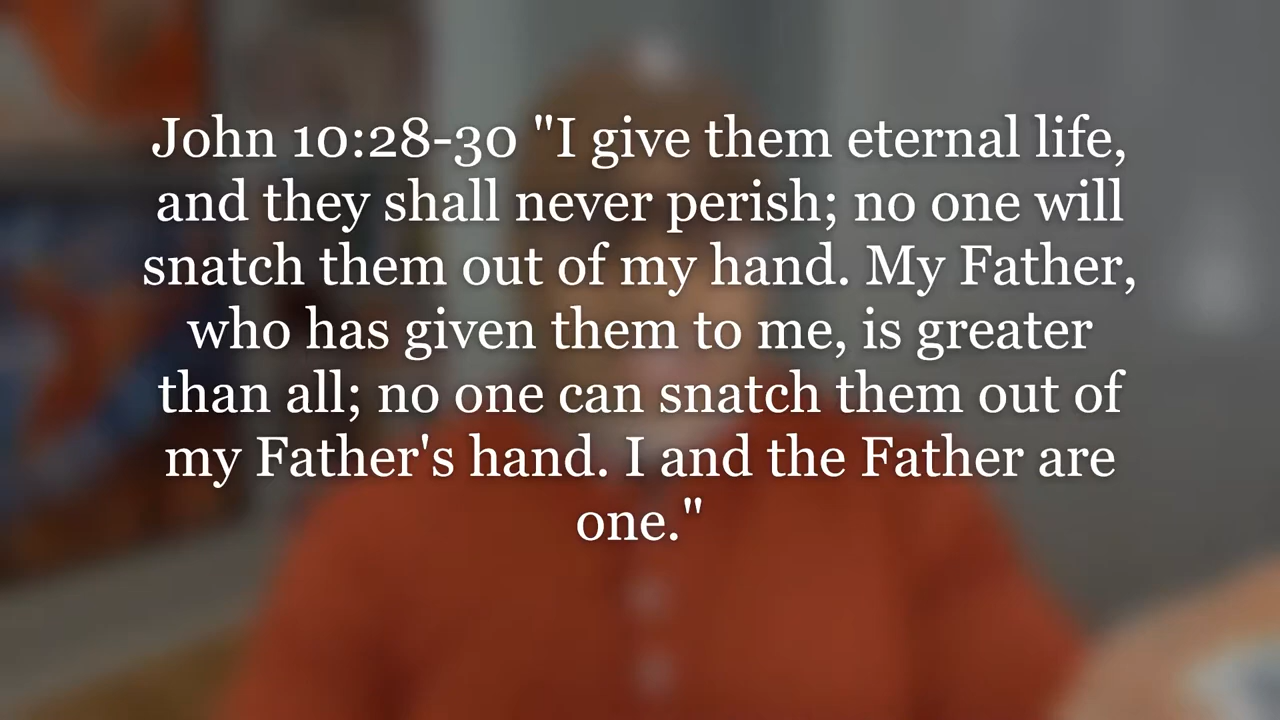 John 10:28-30 "I give them eternal life,
and they shall never perish; no one will
snatch them out of my hand. My Father,
who has given them to me, is greater
than all; no one can snatch them out of
my Father's hand. I and the Father are
one."